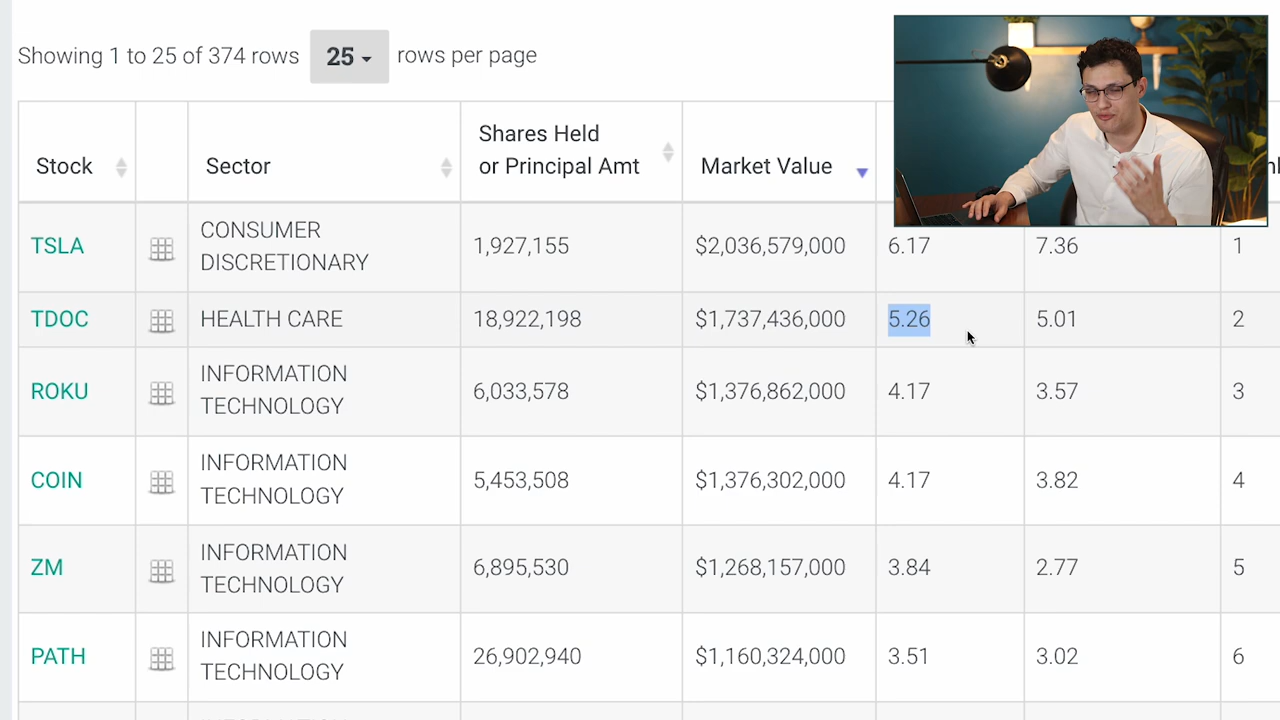 Showing 1 to 25 of 374 rows 25 rows per page
Shares Held
Stock Sector or Principal Amt Market Value
CONSUMER
TSLA 1,927,155 $2,036,579,000 6.17 7.36 1
DISCRETIONARY
TDOC HEALTH CARE 18,922,198 $1,737,436,000 5.26 5.01 2
INFORMATION
ROKU 6,033,578 $1,376,862,000 4.17 3.57 3
TECHNOLOGY
INFORMATION
COIN 5,453,508 $1,376,302,000 4.17 3.82 4
TECHNOLOGY
INFORMATION
ZM 6,895,530 $1,268,157,000 3.84 2.77 5
TECHNOLOGY
INFORMATION
PATH 26,902,940 $1,160,324,000 3.51 3.02 6
TECHNOLOGY